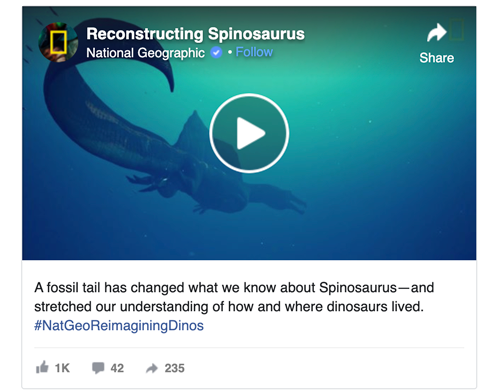 Reconstructing Spinosaurus
National Geographic • Follow
Share
A fossil tail has changed what we know about Spinosaurus—and
stretched our understanding of how and where dinosaurs lived.
#NatGeoReimaginingDinos
1K 42 235